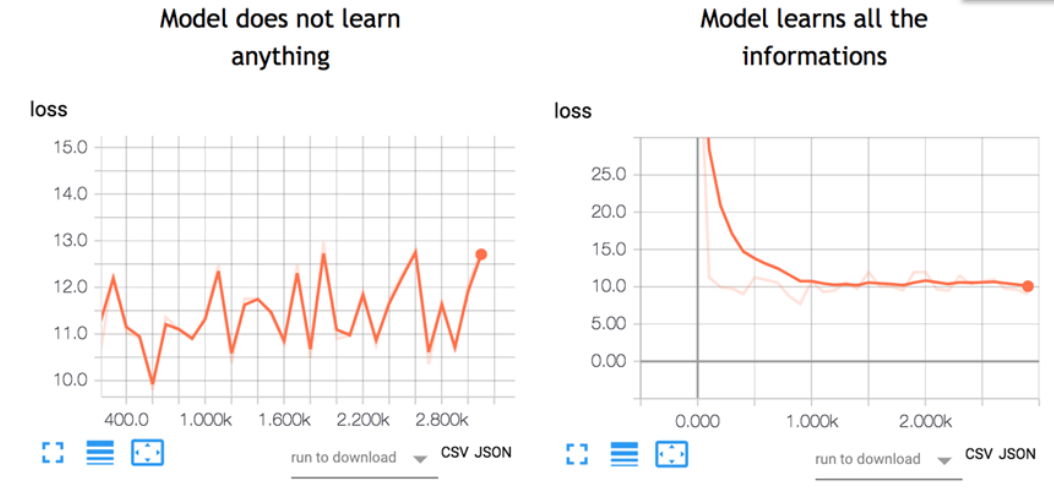 Model does not learn
anything
loss
15.0
14.0
13.0
12.0
11.0
10.0
400.0 1.000k 1.600k 2.200k 2.800k
run to download CSV JSON
Model learns all the
informations
loss
25.0
20.0
15.0
10.0
5.00
0.00
0.000 1.000k 2.000k
run to download CSV JSON